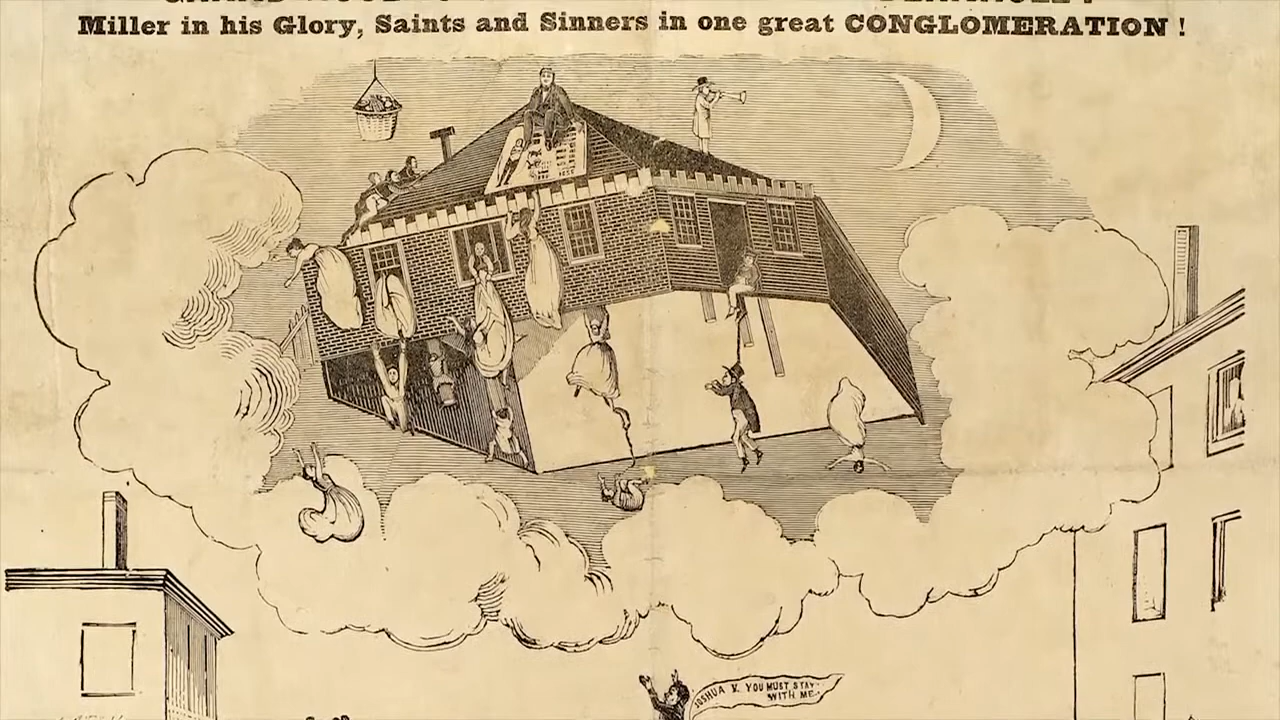 Miller in his Glory, Saints and Sinners in one great CONGLOMERATION !
JOSHUA V. YOU MUST STAY
WITH ME.